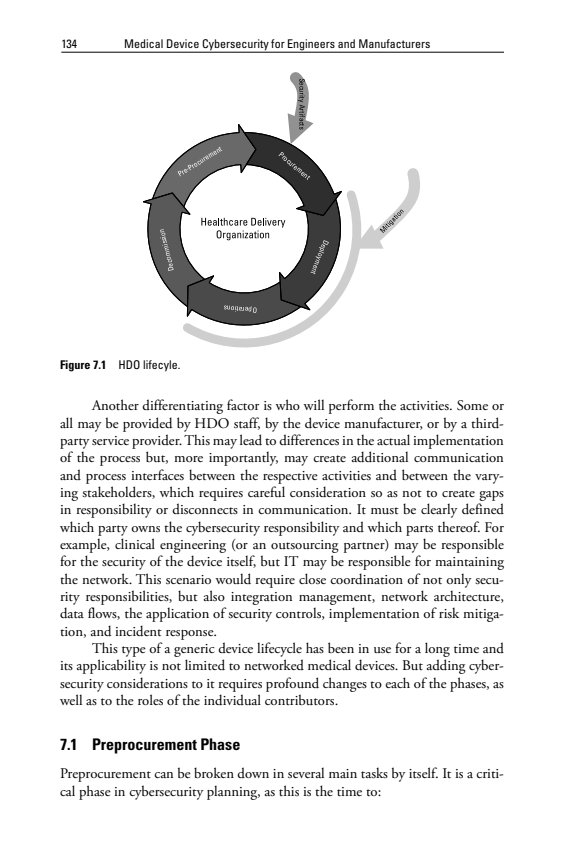 134 Medical Device Cybersecurity for Engineers and Manufacturers
Security Artifacts
Pre-Procurement
Procurement
Mitigation
Healthcare Delivery
Organization
Decommission
Deployment
Operations
Figure 7.1 HDO lifecyle.
Another differentiating factor is who will perform the activities. Some or
all may be provided by HDO staff, by the device manufacturer, or by a third-
party service provider. This may lead to differences in the actual implementation
of the process but, more importantly, may create additional communication
and process interfaces between the respective activities and between the vary-
ing stakeholders, which requires careful consideration so as not to create gaps
in responsibility or disconnects in communication. It must be clearly defined
which party owns the cybersecurity responsibility and which parts thereof. For
example, clinical engineering (or an outsourcing partner) may be responsible
for the security of the device itself, but IT may be responsible for maintaining
the network. This scenario would require close coordination of not only secu-
rity responsibilities, but also integration management, network architecture,
data flows, the application of security controls, implementation of risk mitiga-
tion, and incident response.
This type of a generic device lifecycle has been in use for a long time and
its applicability is not limited to networked medical devices. But adding cyber-
security considerations to it requires profound changes to each of the phases, as
well as to the roles of the individual contributors.
7.1 Preprocurement Phase
Preprocurement can be broken down in several main tasks by itself. It is a criti-
cal phase in cybersecurity planning, as this is the time to: